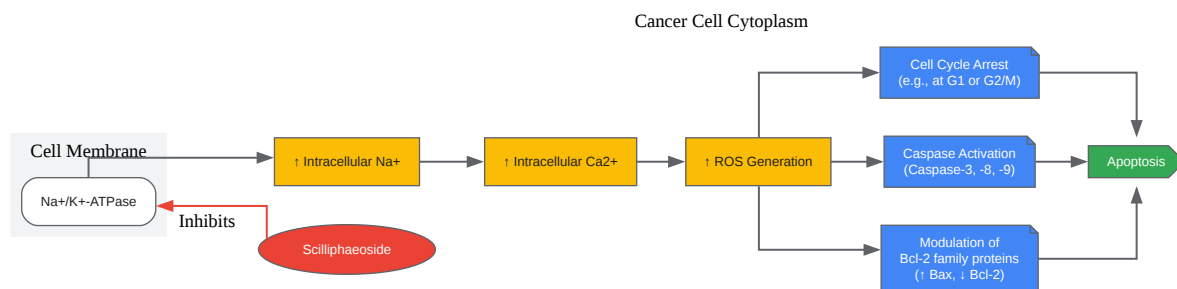 Cancer Cell Cytoplasm
Cell Membrane
Na+/K+-ATPase
Inhibits
Scilliphaeoside
↑ Intracellular Na+
↑ Intracellular Ca2+
↑ ROS Generation
Cell Cycle Arrest
(e.g., at G1 or G2/M)
Caspase Activation
(Caspase-3, -8, -9)
Modulation of
Bcl-2 family proteins
(↑ Bax, ↓ Bcl-2)
Apoptosis